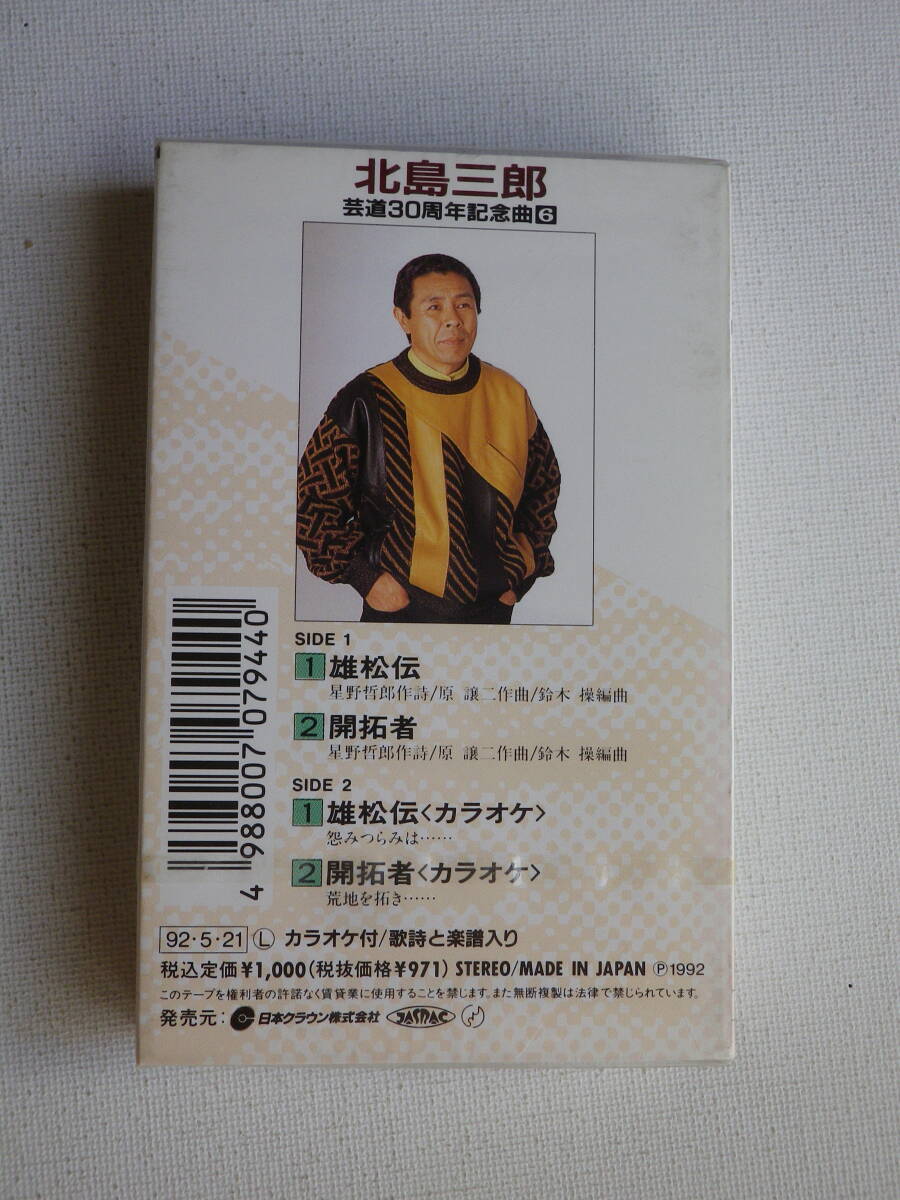 北島三郎
芸道30周年記念曲6
SIDE 1
1 雄松伝
星野哲郎作詩/原 譲二作曲/鈴木 操編曲
2 開拓者
星野哲郎作詩/原 譲二作曲/鈴木 操編曲
SIDE 2
1 雄松伝<カラオケ>
怨みつらみは……
2 開拓者<カラオケ>
荒地を拓き……
4 988007 079440
92・5・21 Ⓛ カラオケ付/歌詩と楽譜入り
税込定価¥1,000(税抜価格¥971) STEREO/MADE IN JAPAN Ⓟ1992
このテープを権利者の許諾なく賃貸業に使用することを禁じます。また無断複製は法律で禁じられています。
発売元: 日本クラウン株式会社 JASRAC